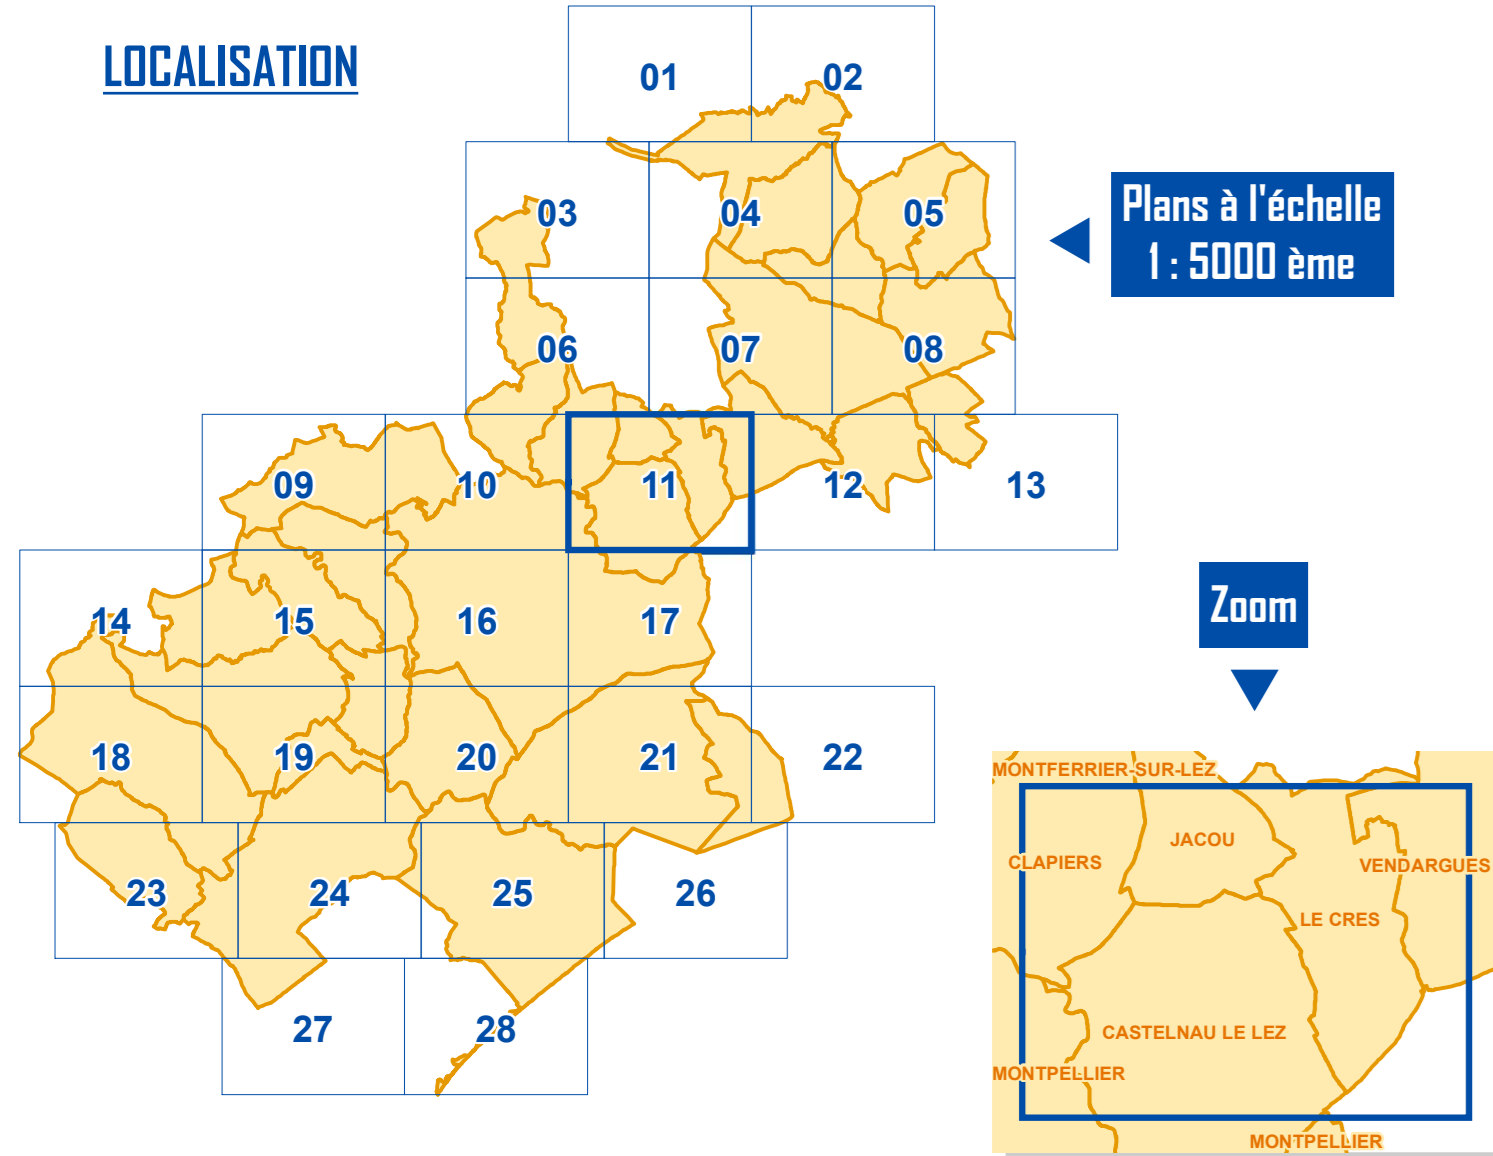 LOCALISATION
01
02
03
04
05
Plans à l'échelle
1 : 5000 ème
06
07
08
09
10
11
12
13
14
15
16
17
Zoom
18
19
20
21
22
23
24
25
26
27
28
MONTFERRIER-SUR-LEZ
JACOU
CLAPIERS
VENDARGUES
LE CRES
CASTELNAU LE LEZ
MONTPELLIER
MONTPELLIER